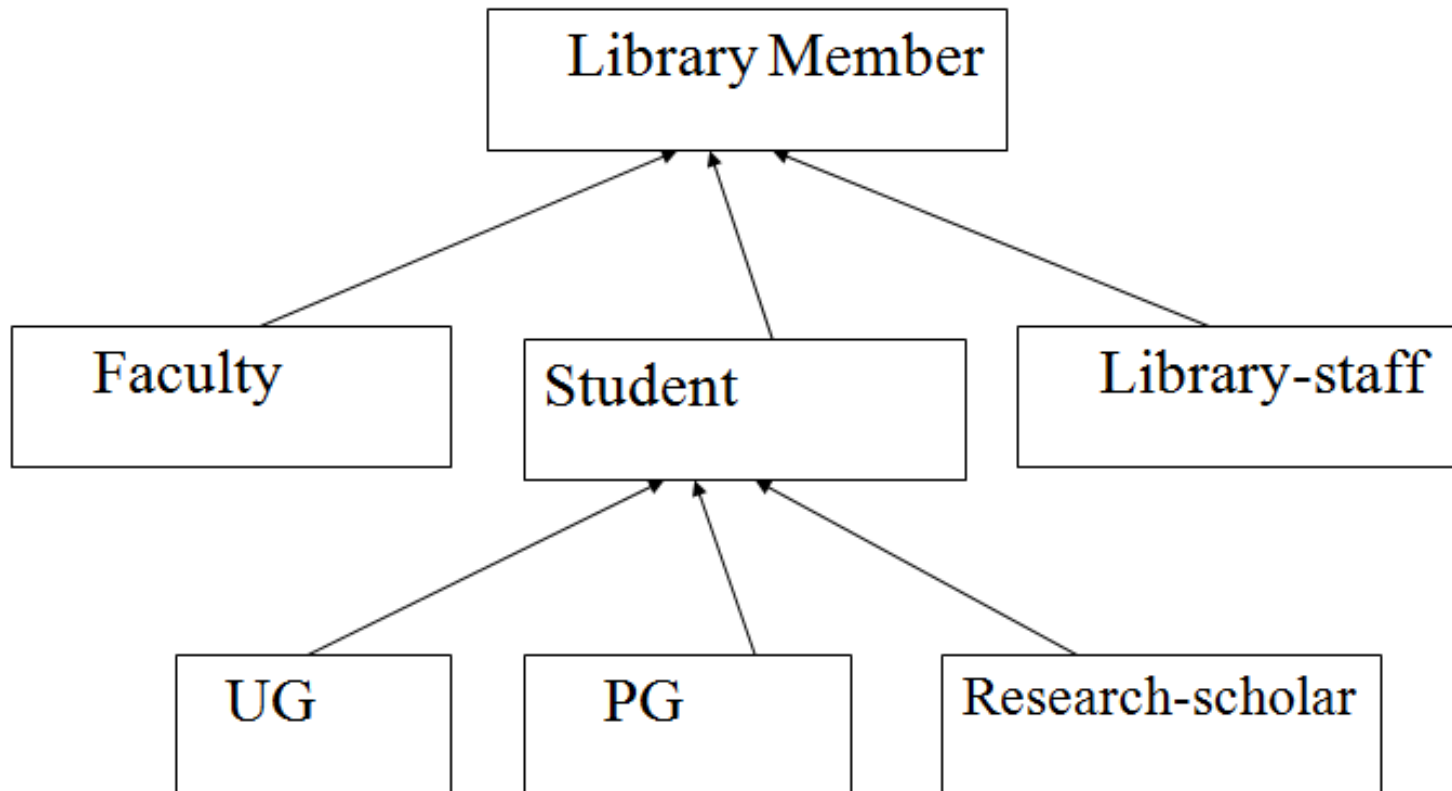 Library Member
Faculty
Student
Library-staff
UG
PG
Research-scholar